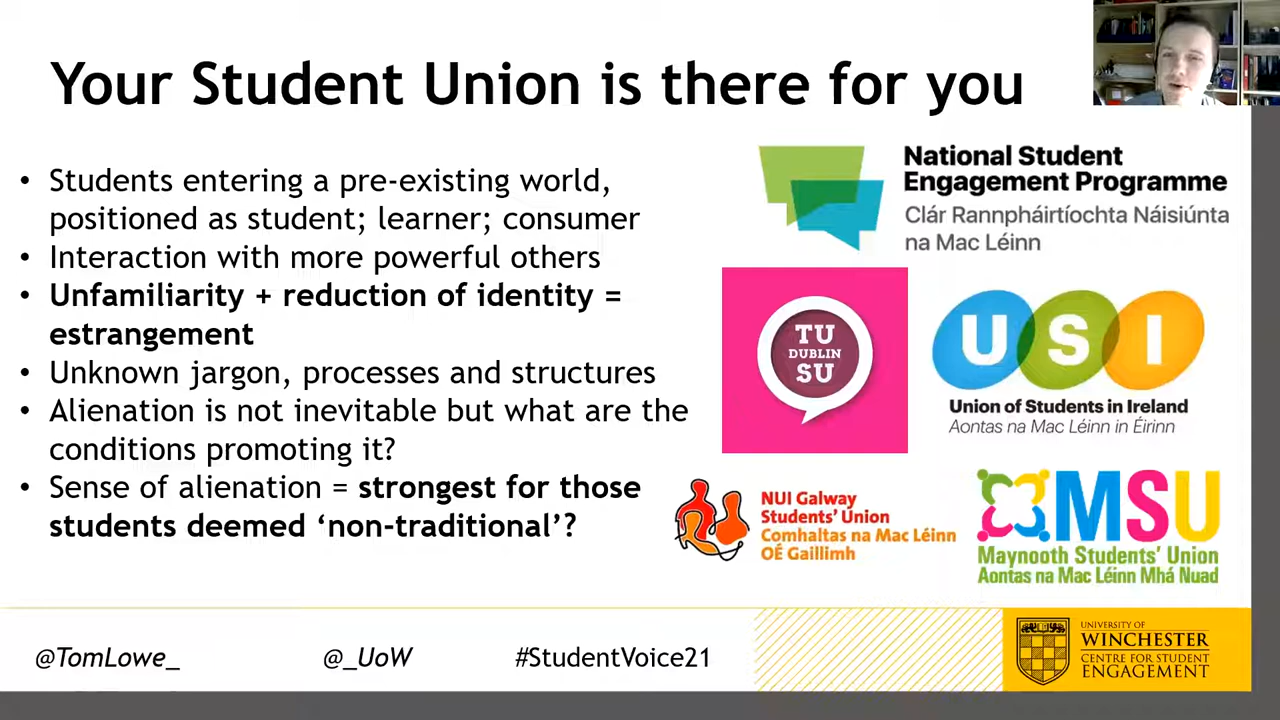 Your Student Union is there for you
• Students entering a pre-existing world,
positioned as student; learner; consumer
• Interaction with more powerful others
• Unfamiliarity + reduction of identity =
estrangement
• Unknown jargon, processes and structures
• Alienation is not inevitable but what are the
conditions promoting it?
• Sense of alienation = strongest for those
students deemed ‘non-traditional’?
National Student
Engagement Programme
Clár Rannpháirtíochta Náisiúnta
na Mac Léinn
TU
DUBLIN
SU
USI
Union of Students in Ireland
Aontas na Mac Léinn in Éirinn
NUI Galway
Students’ Union
Comhaltas na Mac Léinn
OÉ Gaillimh
MSU
Maynooth Students’ Union
Aontas na Mac Léinn Mhá Nuad
@TomLowe_
@_UoW
#StudentVoice21
UNIVERSITY OF
WINCHESTER
CENTRE FOR STUDENT
ENGAGEMENT